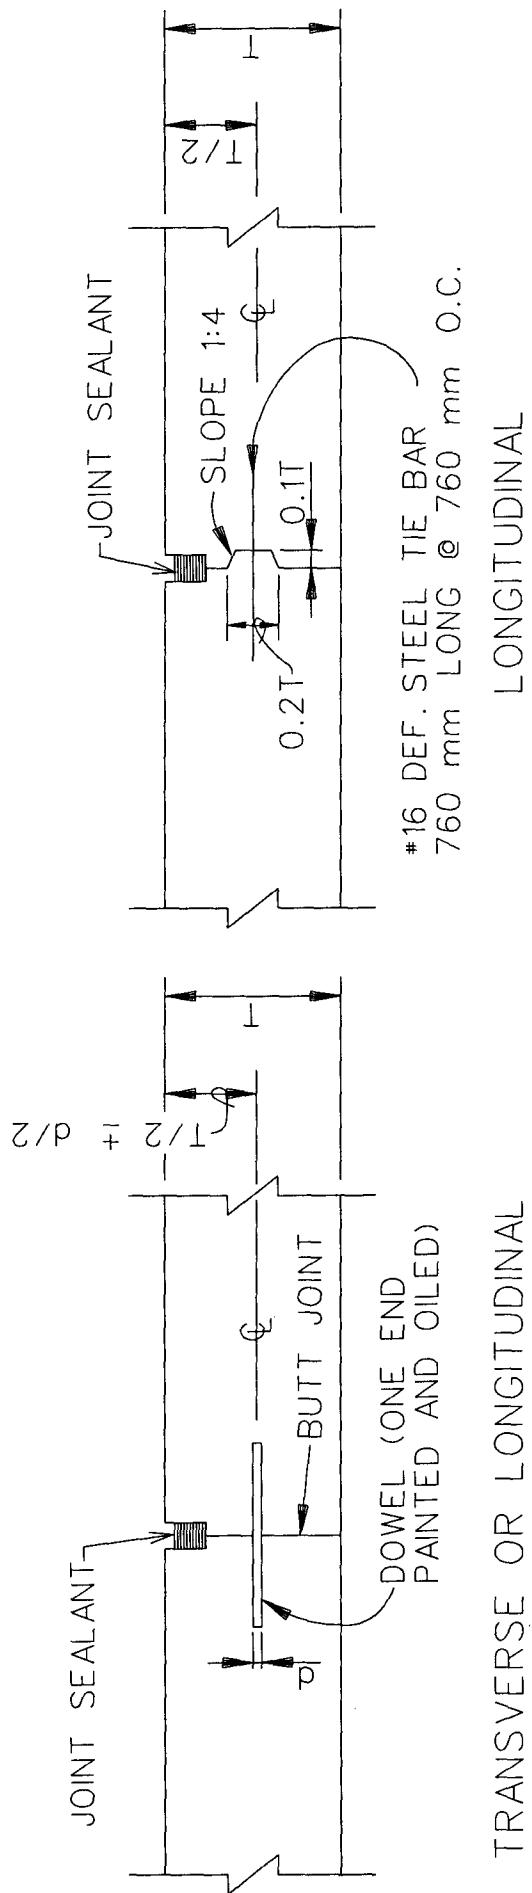 JOINT SEALANT
T/2 ± d/2
T
℄
d
BUTT JOINT
DOWEL (ONE END
PAINTED AND OILED)
TRANSVERSE OR LONGITUDINAL
JOINT SEALANT
SLOPE 1:4
T/2
T
℄
0.2T
0.1T
#16 DEF. STEEL TIE BAR
760 mm LONG @ 760 mm O.C.
LONGITUDINAL